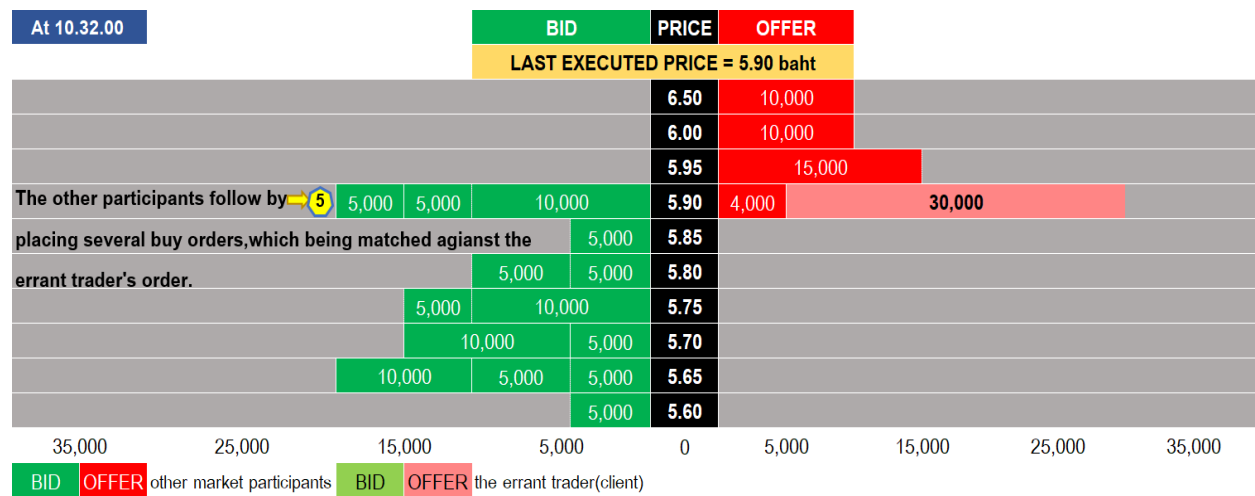 At 10.32.00 BID PRICE OFFER
LAST EXECUTED PRICE = 5.90 baht
6.50 10,000
6.00 10,000
5.95 15,000
The other participants follow by 5 5,000 5,000 10,000 5.90 4,000 30,000
placing several buy orders,which being matched agianst the 5,000 5.85
errant trader's order. 5,000 5,000 5.80
5,000 10,000 5.75
10,000 5,000 5.70
10,000 5,000 5,000 5.65
5,000 5.60
35,000 25,000 15,000 5,000 0 5,000 15,000 25,000 35,000
BID OFFER other market participants BID OFFER the errant trader(client)